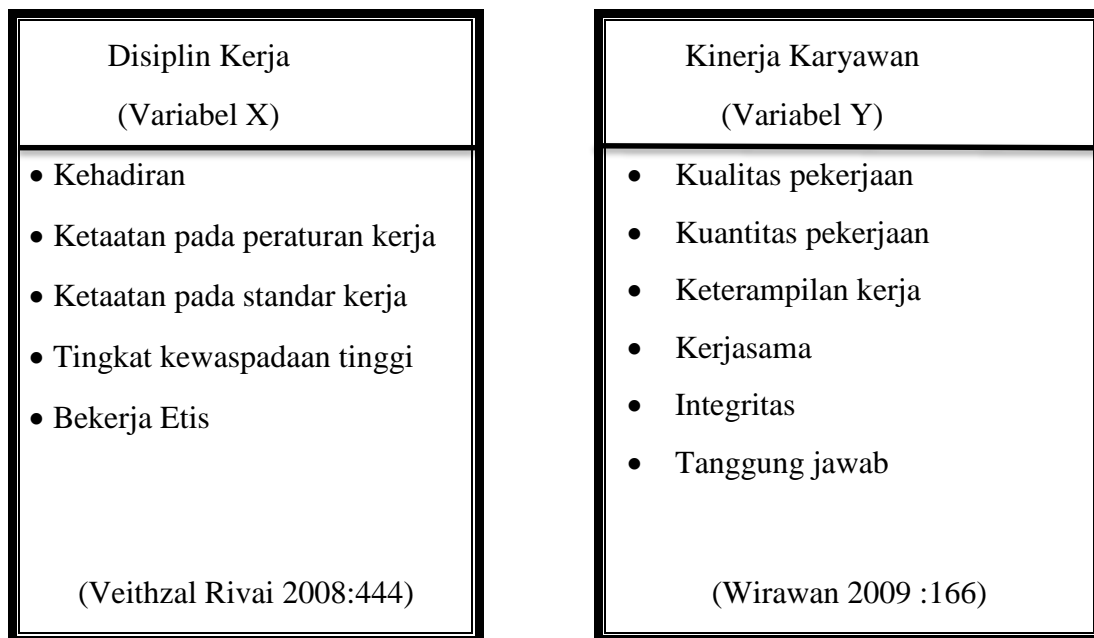 Disiplin Kerja
(Variabel X)
• Kehadiran
• Ketaatan pada peraturan kerja
• Ketaatan pada standar kerja
• Tingkat kewaspadaan tinggi
• Bekerja Etis
(Veithzal Rivai 2008:444)
Kinerja Karyawan
(Variabel Y)
• Kualitas pekerjaan
• Kuantitas pekerjaan
• Keterampilan kerja
• Kerjasama
• Integritas
• Tanggung jawab
(Wirawan 2009 :166)